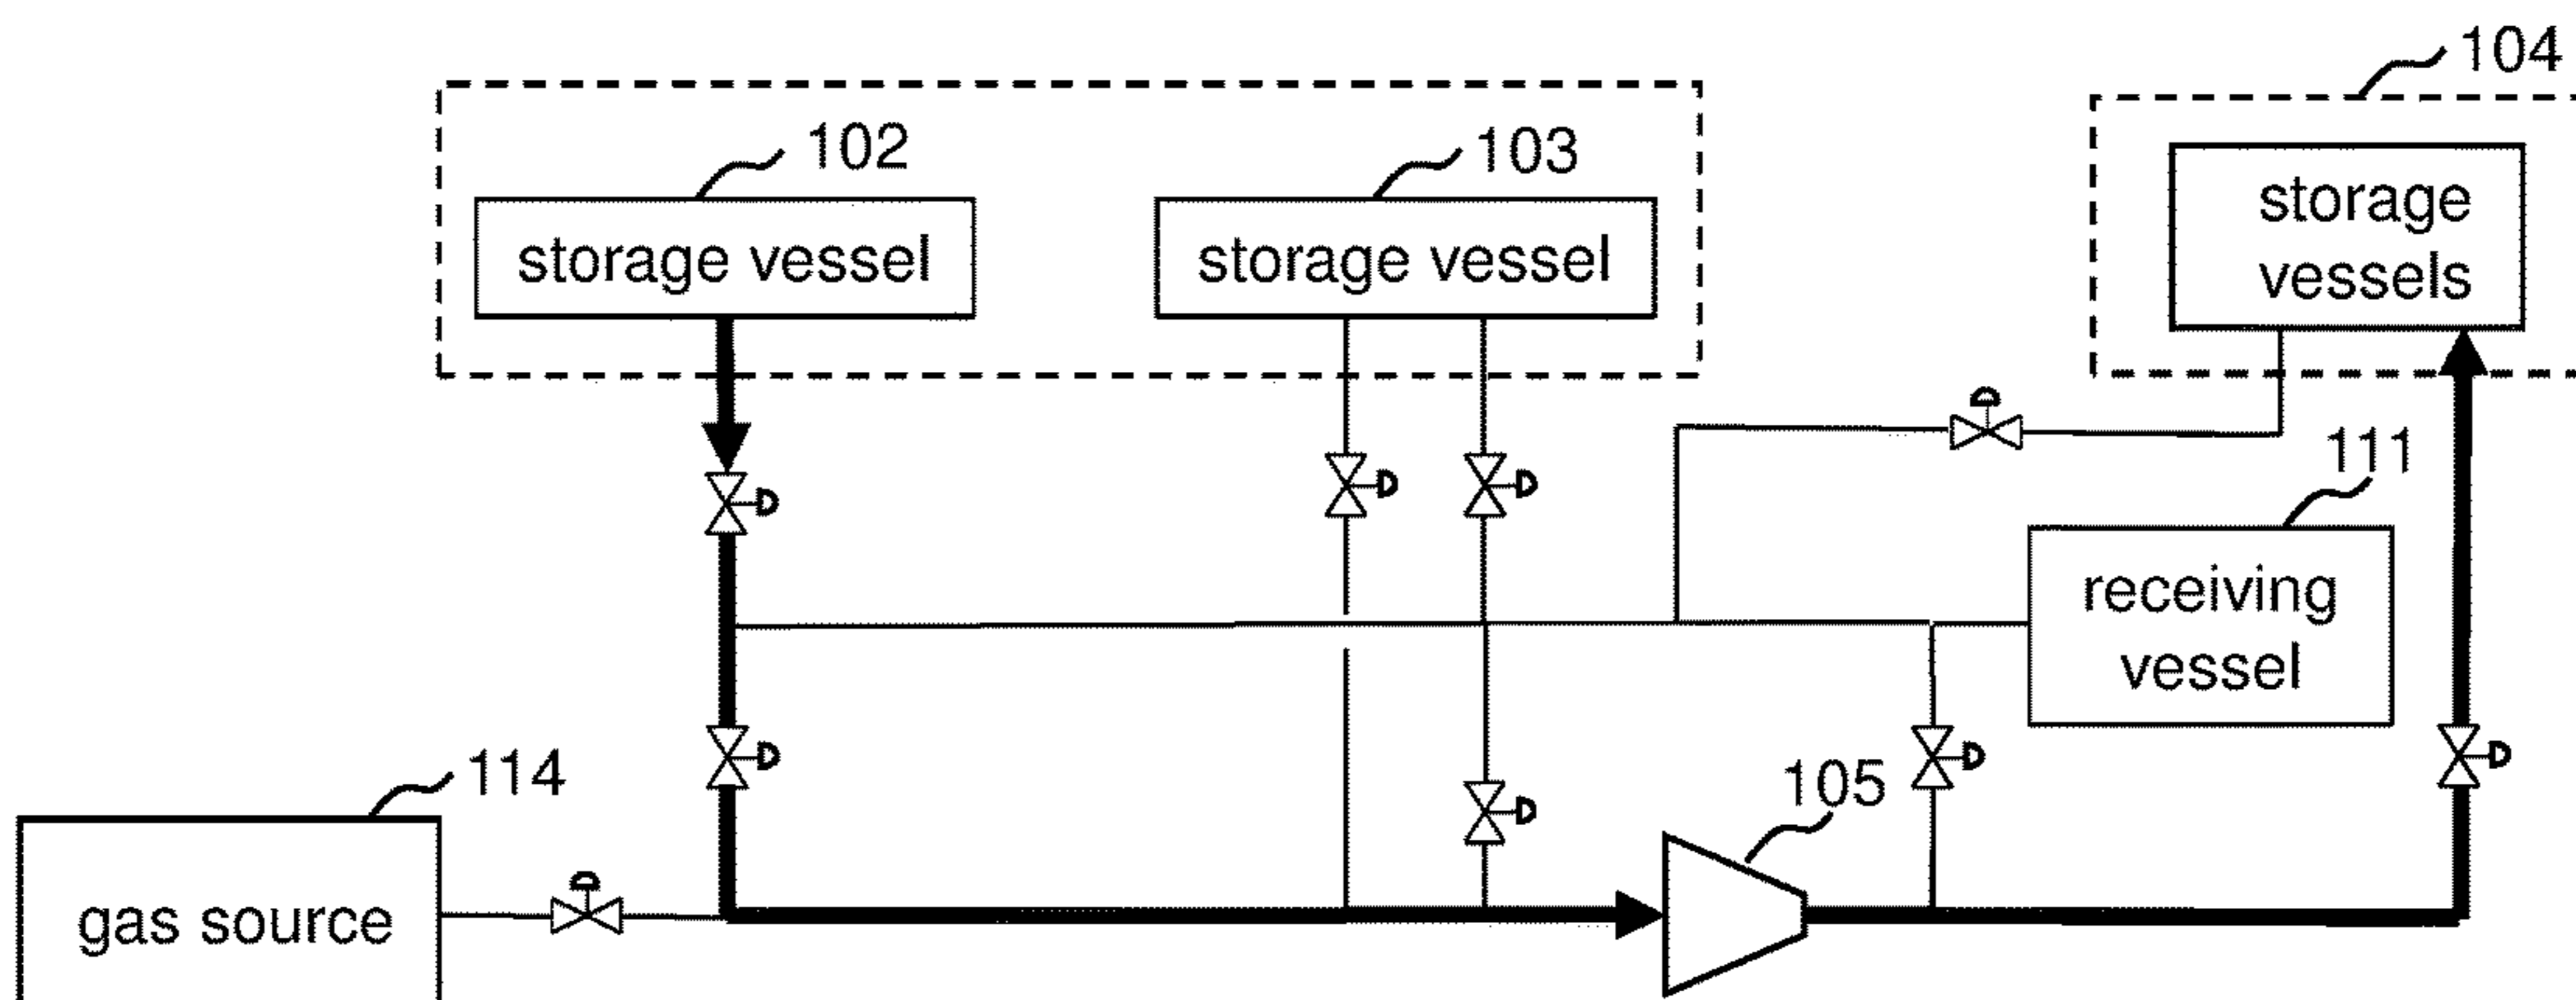 104
102
103
storage vessel
storage vessel
storage
vessels
111
receiving
vessel
114
105
gas source